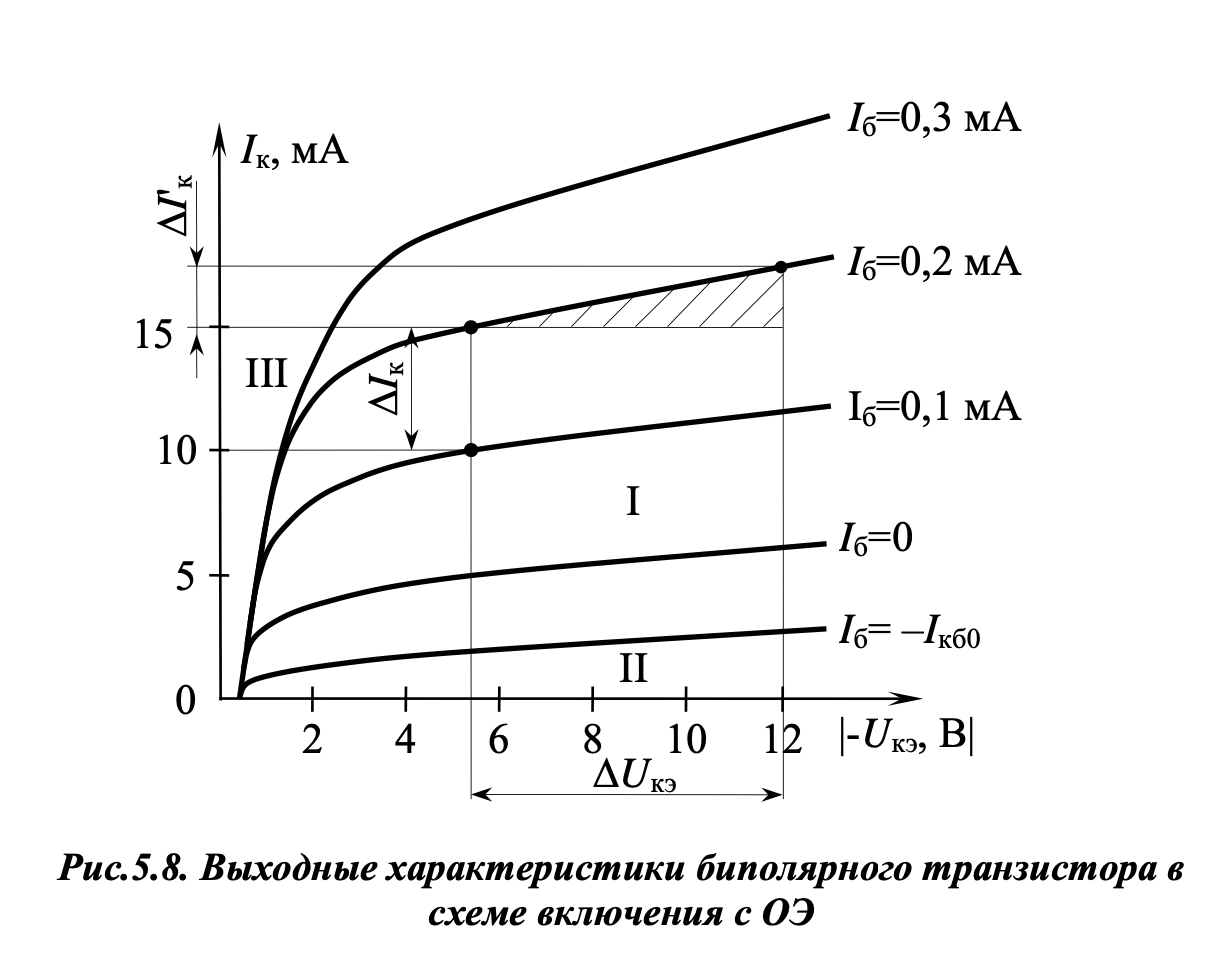 Iб=0,3 мА
Iк, мА
ΔI'к
Iб=0,2 мА
15
III
ΔIк
Iб=0,1 мА
10
I
Iб=0
5
Iб= –Iкб0
II
0
2 4 6 8 10 12 |-Uкэ, В|
ΔUкэ
Рис.5.8. Выходные характеристики биполярного транзистора в
схеме включения с ОЭ